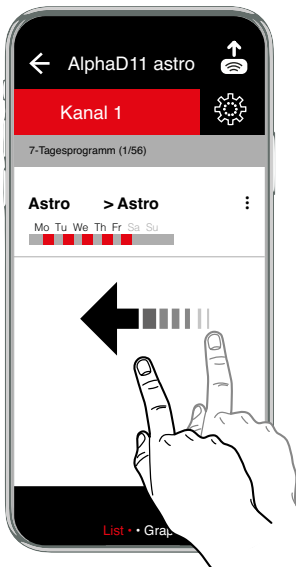 AlphaD11 astro
Kanal 1
7-Tagesprogramm (1/56)
Astro > Astro
Mo Tu We Th Fr Sa Su
List • • Grap